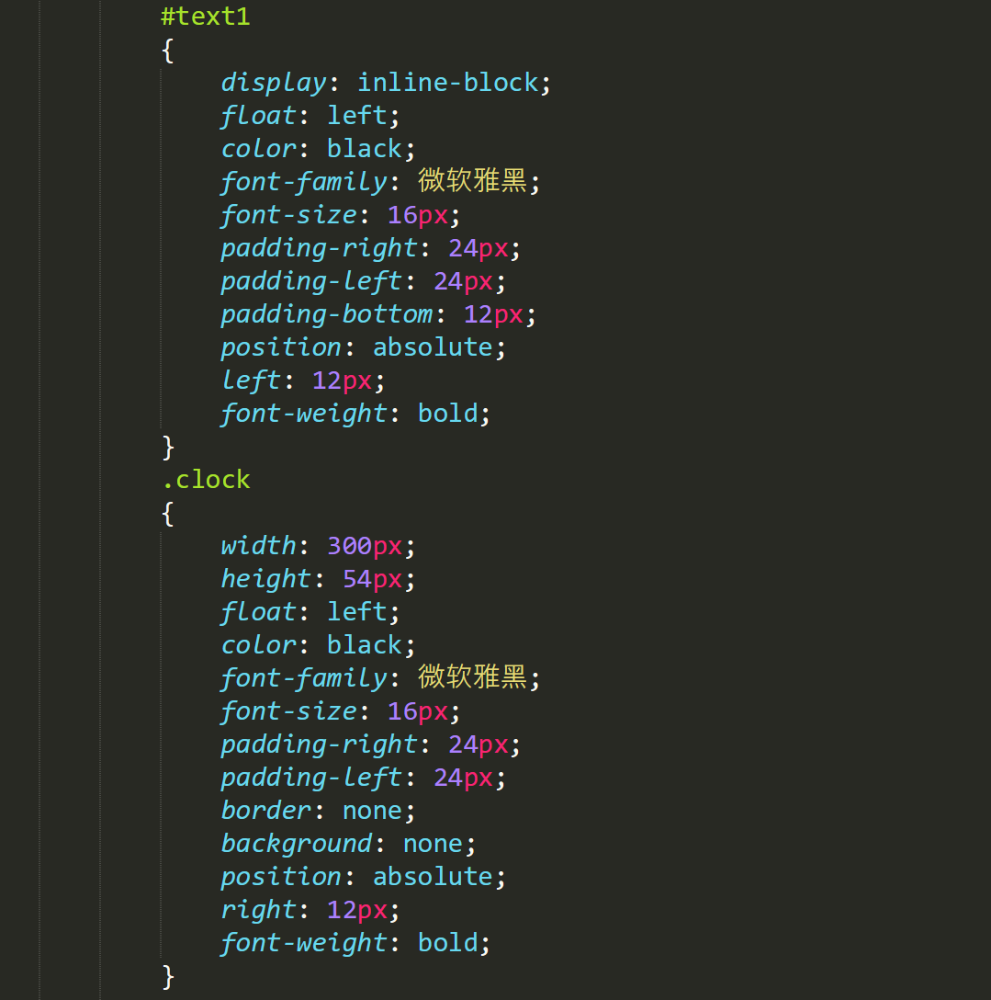 #text1
{
display: inline-block;
float: left;
color: black;
font-family: 微软雅黑;
font-size: 16px;
padding-right: 24px;
padding-left: 24px;
padding-bottom: 12px;
position: absolute;
left: 12px;
font-weight: bold;
}
.clock
{
width: 300px;
height: 54px;
float: left;
color: black;
font-family: 微软雅黑;
font-size: 16px;
padding-right: 24px;
padding-left: 24px;
border: none;
background: none;
position: absolute;
right: 12px;
font-weight: bold;
}